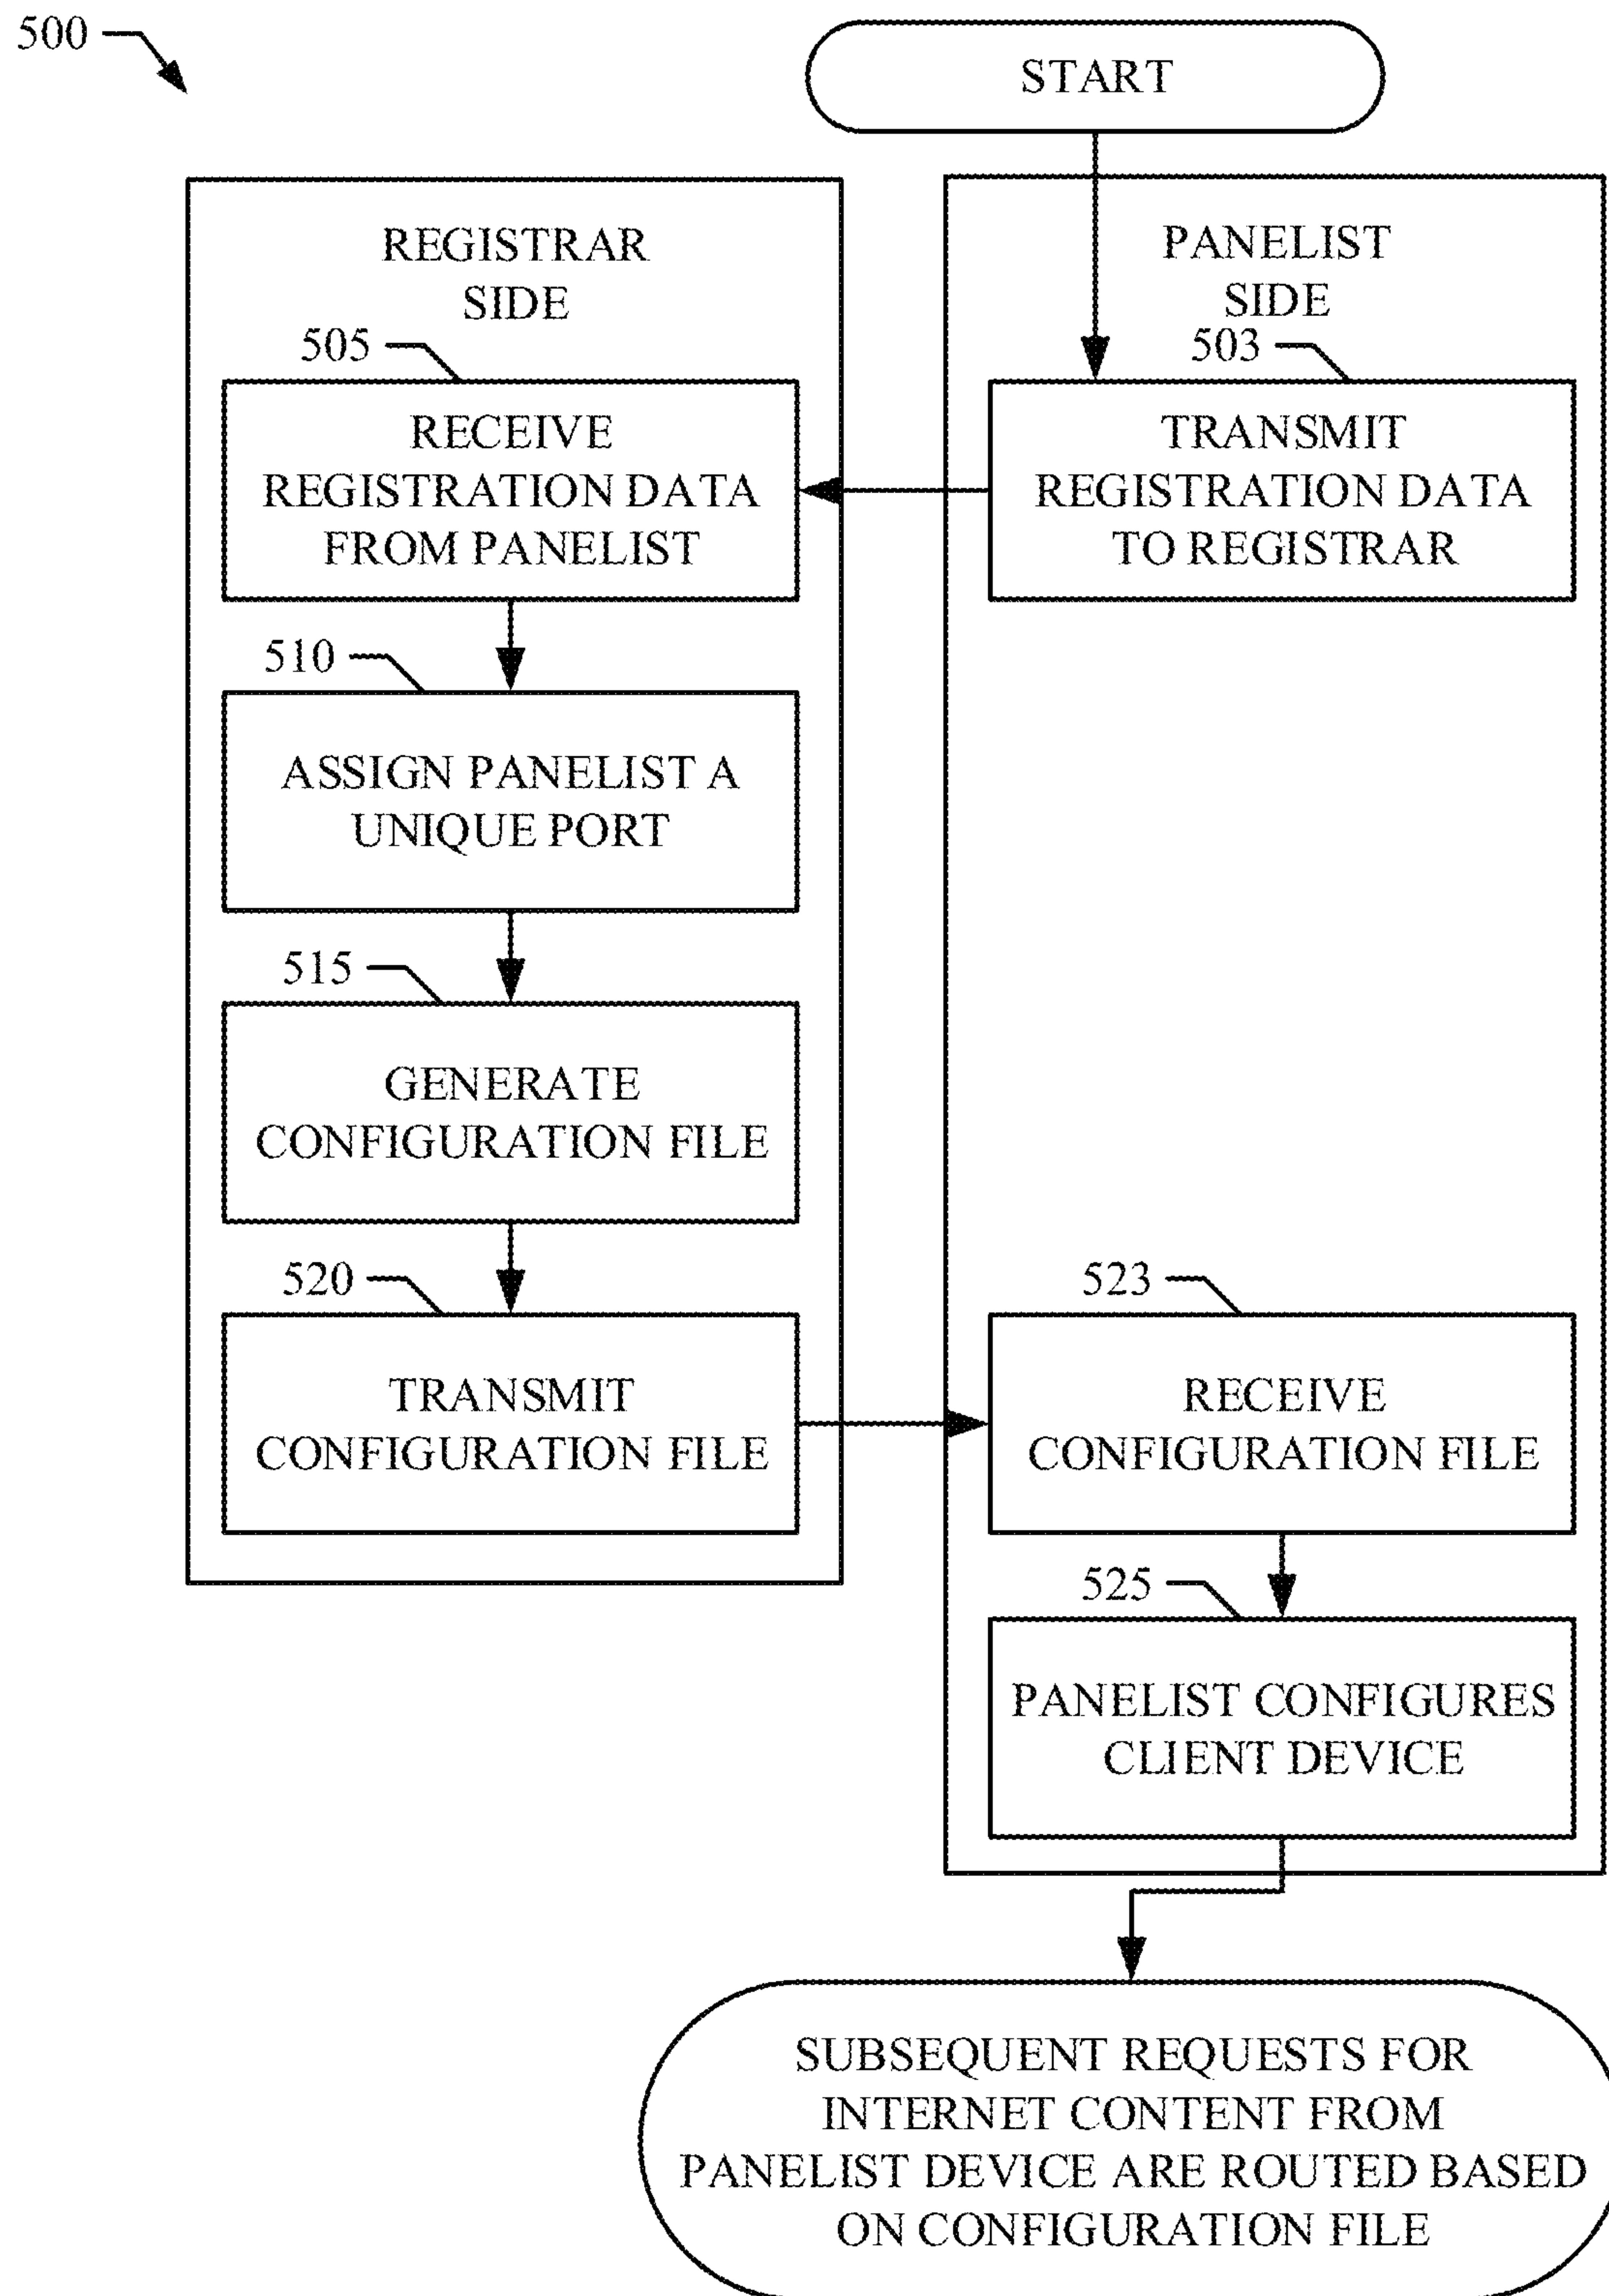 500
START
REGISTRAR
SIDE
PANELIST
SIDE
505
RECEIVE
REGISTRATION DATA
FROM PANELIST
503
TRANSMIT
REGISTRATION DATA
TO REGISTRAR
510
ASSIGN PANELIST A
UNIQUE PORT
515
GENERATE
CONFIGURATION FILE
520
TRANSMIT
CONFIGURATION FILE
523
RECEIVE
CONFIGURATION FILE
525
PANELIST CONFIGURES
CLIENT DEVICE
SUBSEQUENT REQUESTS FOR
INTERNET CONTENT FROM
PANELIST DEVICE ARE ROUTED BASED
ON CONFIGURATION FILE